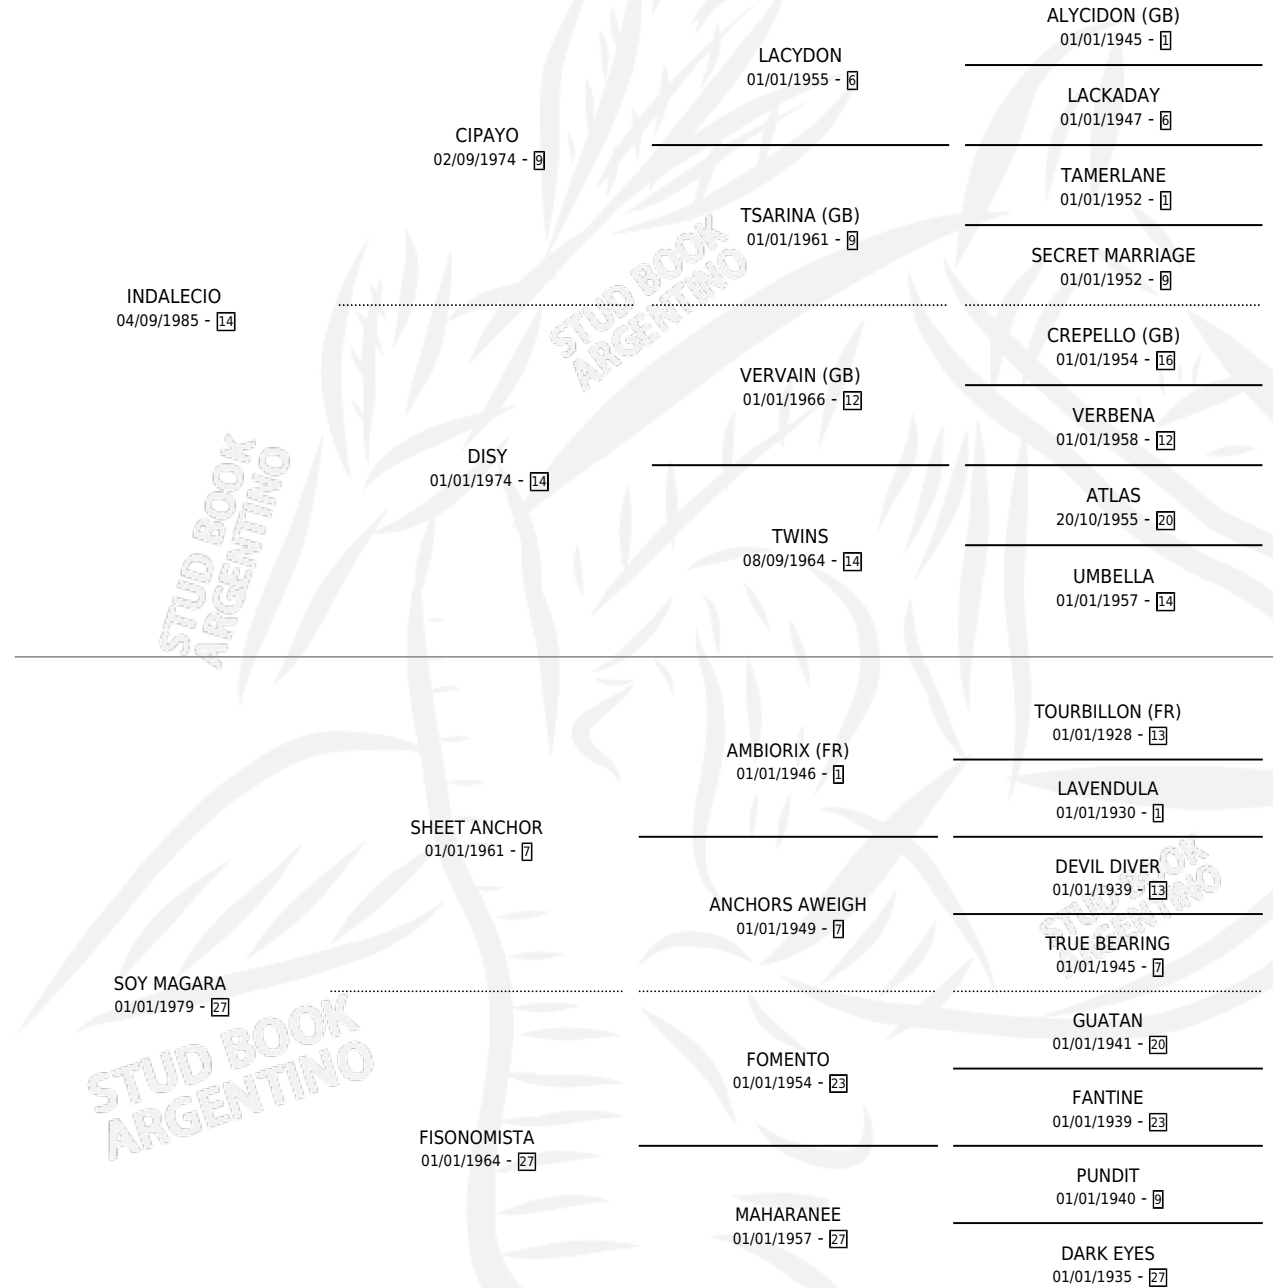 ALYCIDON (GB)
01/01/1945 - 1
LACYDON
01/01/1955 - 6
LACKADAY
01/01/1947 - 6
CIPAYO
02/09/1974 - 9
TAMERLANE
01/01/1952 - 1
TSARINA (GB)
01/01/1961 - 9
SECRET MARRIAGE
01/01/1952 - 9
INDALECIO
04/09/1985 - 14
CREPELLO (GB)
01/01/1954 - 16
VERVAIN (GB)
01/01/1966 - 12
VERBENA
01/01/1958 - 12
DISY
01/01/1974 - 14
ATLAS
20/10/1955 - 20
TWINS
08/09/1964 - 14
UMBELLA
01/01/1957 - 14
TOURBILLON (FR)
01/01/1928 - 13
AMBIORIX (FR)
01/01/1946 - 1
LAVENDULA
01/01/1930 - 1
SHEET ANCHOR
01/01/1961 - 7
DEVIL DIVER
01/01/1939 - 13
ANCHORS AWEIGH
01/01/1949 - 7
TRUE BEARING
01/01/1945 - 7
SOY MAGARA
01/01/1979 - 27
GUATAN
01/01/1941 - 20
FOMENTO
01/01/1954 - 23
FANTINE
01/01/1939 - 23
FISONOMISTA
01/01/1964 - 27
PUNDIT
01/01/1940 - 9
MAHARANEE
01/01/1957 - 27
DARK EYES
01/01/1935 - 27
STUD BOOK
ARGENTINO
STUD BOOK
ARGENTINO
STUD BOOK
ARGENTINO
STUD BOOK
ARGENTINO